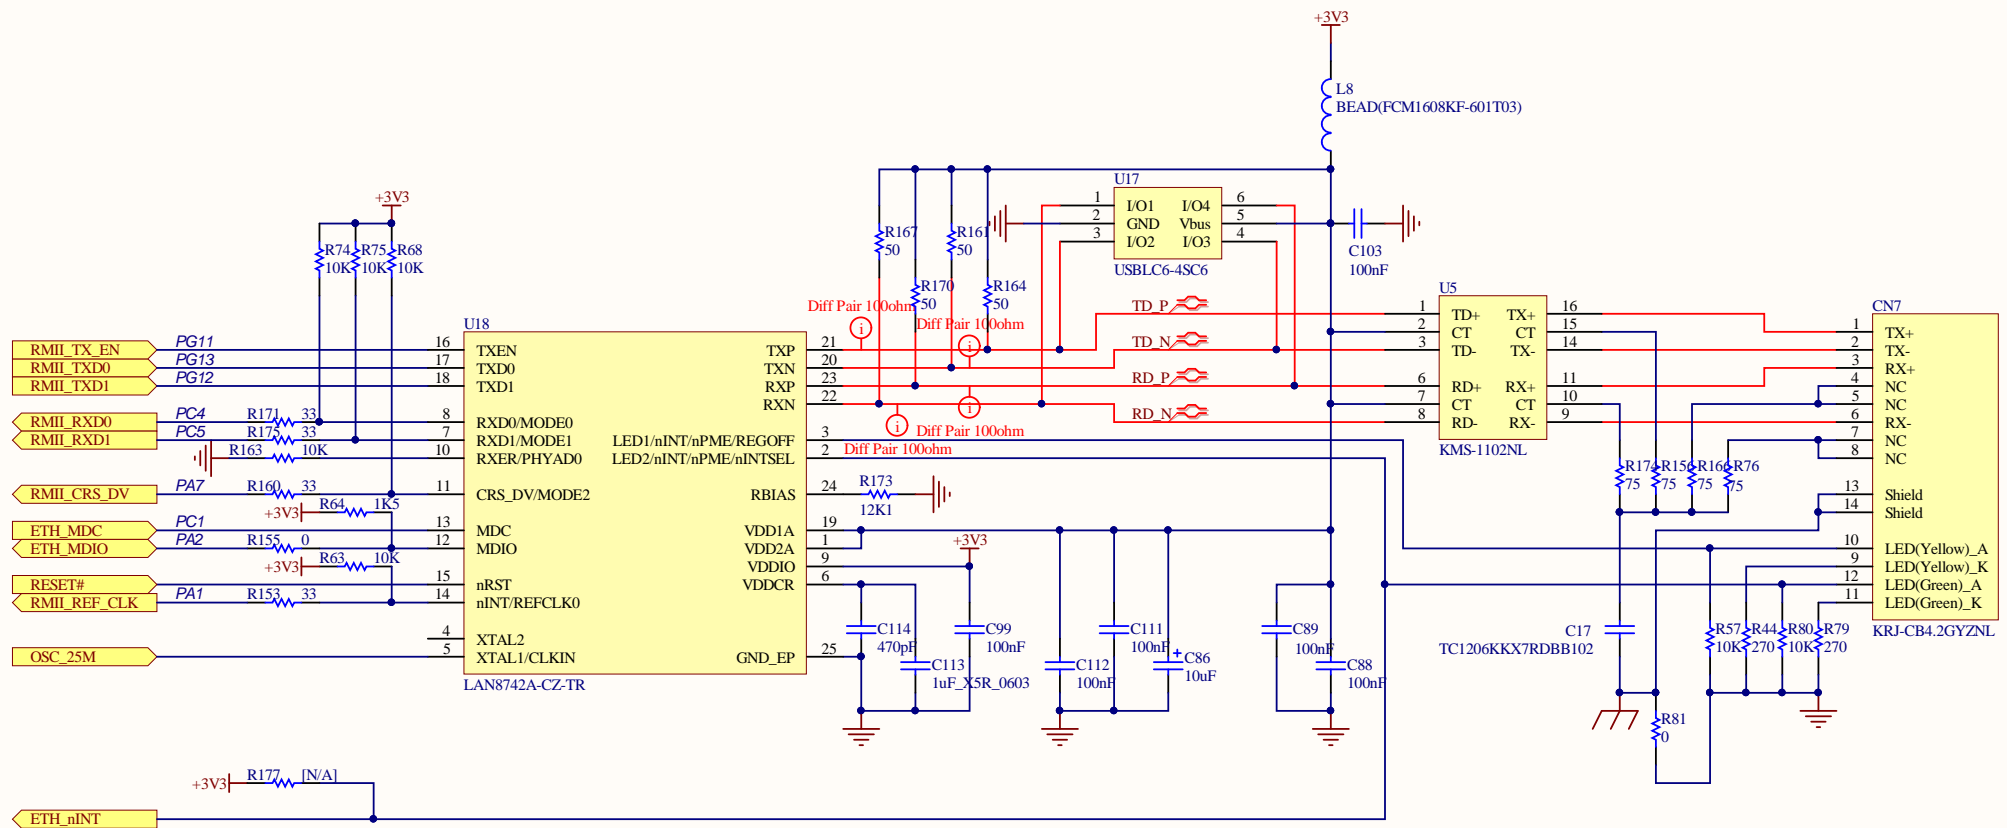 +3V3
L8
BEAD(FCM1608KF-601T03)
U17
1 I/O1 I/O4 6
2 GND Vbus 5
3 I/O2 I/O3 4
USBLC6-4SC6
C103
100nF
+3V3
R74 R75 R68
10K 10K 10K
R167
50
R161
50
R170
50
R164
50
Diff Pair 100ohm
Diff Pair 100ohm
Diff Pair 100ohm
Diff Pair 100ohm
TD_P
TD_N
RD_P
RD_N
U5
1 TD+ TX+ 16
2 CT CT 15
3 TD- TX- 14
6 RD+ RX+ 11
7 CT CT 10
8 RD- RX- 9
KMS-1102NL
CN7
1 TX+
2 TX-
3 RX+
4 NC
5 NC
6 RX-
7 NC
8 NC
13 Shield
14 Shield
10 LED(Yellow)_A
9 LED(Yellow)_K
12 LED(Green)_A
11 LED(Green)_K
KRJ-CB4.2GYZNL
RMII_TX_EN PG11
RMII_TXD0 PG13
RMII_TXD1 PG12
RMII_RXD0 PC4 R171 33
RMII_RXD1 PC5 R175 33
R163 10K
RMII_CRS_DV PA7 R160 33
+3V3 R64 1K5
ETH_MDC PC1
ETH_MDIO PA2 R155 0
+3V3 R63 10K
RESET#
RMII_REF_CLK PA1 R153 33
OSC_25M
U18
16 TXEN TXP 21
17 TXD0 TXN 20
18 TXD1 RXP 23
RXN 22
8 RXD0/MODE0
7 RXD1/MODE1 LED1/nINT/nPME/REGOFF 3
10 RXER/PHYAD0 LED2/nINT/nPME/nINTSEL 2
11 CRS_DV/MODE2 RBIAS 24
13 MDC VDD1A 19
12 MDIO VDD2A 1
VDDIO 9
15 nRST VDDCR 6
14 nINT/REFCLK0
4 XTAL2
5 XTAL1/CLKIN GND_EP 25
LAN8742A-CZ-TR
R173
12K1
+3V3
C114
470pF
C113
1uF_X5R_0603
C99
100nF
C112
100nF
C111
100nF
C86
10uF
+
C89
100nF
C88
100nF
R174 R156 R166 R76
75 75 75 75
C17
TC1206KKX7RDBB102
R57 R44 R80 R79
10K 270 10K 270
R81
0
+3V3 R177 [N/A]
ETH_nINT